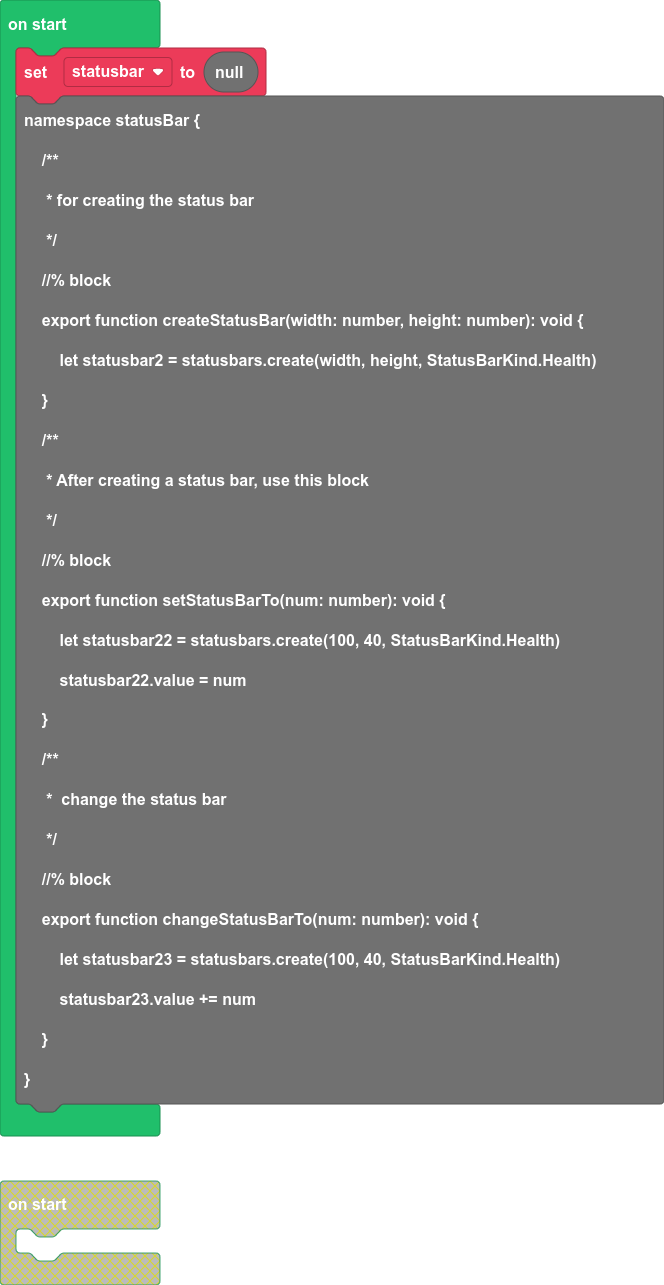 on start
set statusbar to null
namespace statusBar {
/**
* for creating the status bar
*/
//% block
export function createStatusBar(width: number, height: number): void {
let statusbar2 = statusbars.create(width, height, StatusBarKind.Health)
}
/**
* After creating a status bar, use this block
*/
//% block
export function setStatusBarTo(num: number): void {
let statusbar22 = statusbars.create(100, 40, StatusBarKind.Health)
statusbar22.value = num
}
/**
* change the status bar
*/
//% block
export function changeStatusBarTo(num: number): void {
let statusbar23 = statusbars.create(100, 40, StatusBarKind.Health)
statusbar23.value += num
}
}
on start